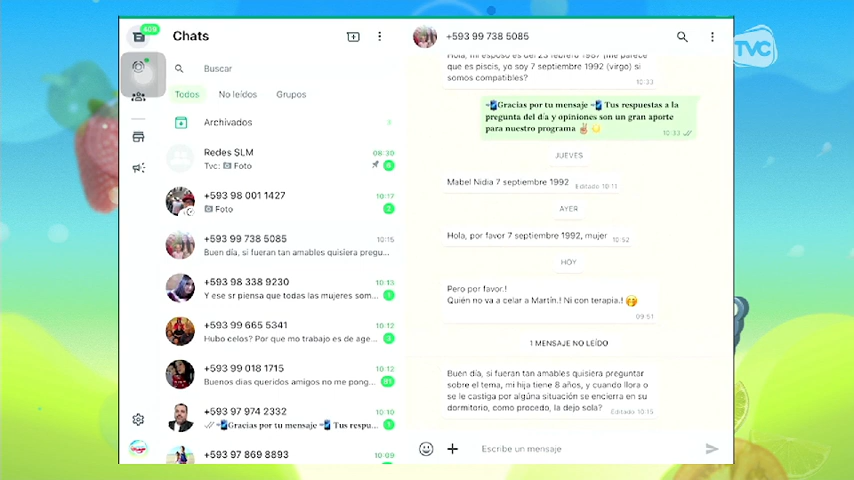 409
Chats
Buscar
Todos
No leídos
Grupos
Archivados
3
Redes SLM
08:30
Tvc:
Foto
+593 98 001 1427
10:17
Foto
2
+593 99 738 5085
10:15
Buen día, si fueran tan amables quisiera pregu...
+593 98 338 9230
10:13
Y ese sr piensa que todas las mujeres som...
+593 99 665 5341
10:12
Hubo celos? Por que mo trabajo es de age...
3
+593 99 018 1715
10:12
Buenos dias queridos amigos no me pong...
+593 97 974 2332
10:10
Gracias por tu mensaje
Tus respu...
+593 97 869 8893
10:09
+593 99 738 5085
TVC
Hola, mi esposo es del 23 febrero 1987 (me parece
que es piscis, yo soy 7 septiembre 1992 (virgo) si
somos compatibles?
10:33
Gracias por tu mensaje
Tus respuestas a la
pregunta del día y opiniones son un gran aporte
para nuestro programa
10:33
JUEVES
Mabel Nidia 7 septiembre 1992
Editado 10:11
AYER
Hola, por favor 7 septiembre 1992, mujer
10:52
HOY
Pero por favor.!
Quién no va a celar a Martín.! Ni con terapia.!
09:51
1 MENSAJE NO LEÍDO
Buen día, si fueran tan amables quisiera preguntar
sobre el tema, mi hija tiene 8 años, y cuando llora o
se le castiga por algúna situación se encierra en su
dormitorio, como procedo, la dejo sola?
Editado 10:15
Escribe un mensaje